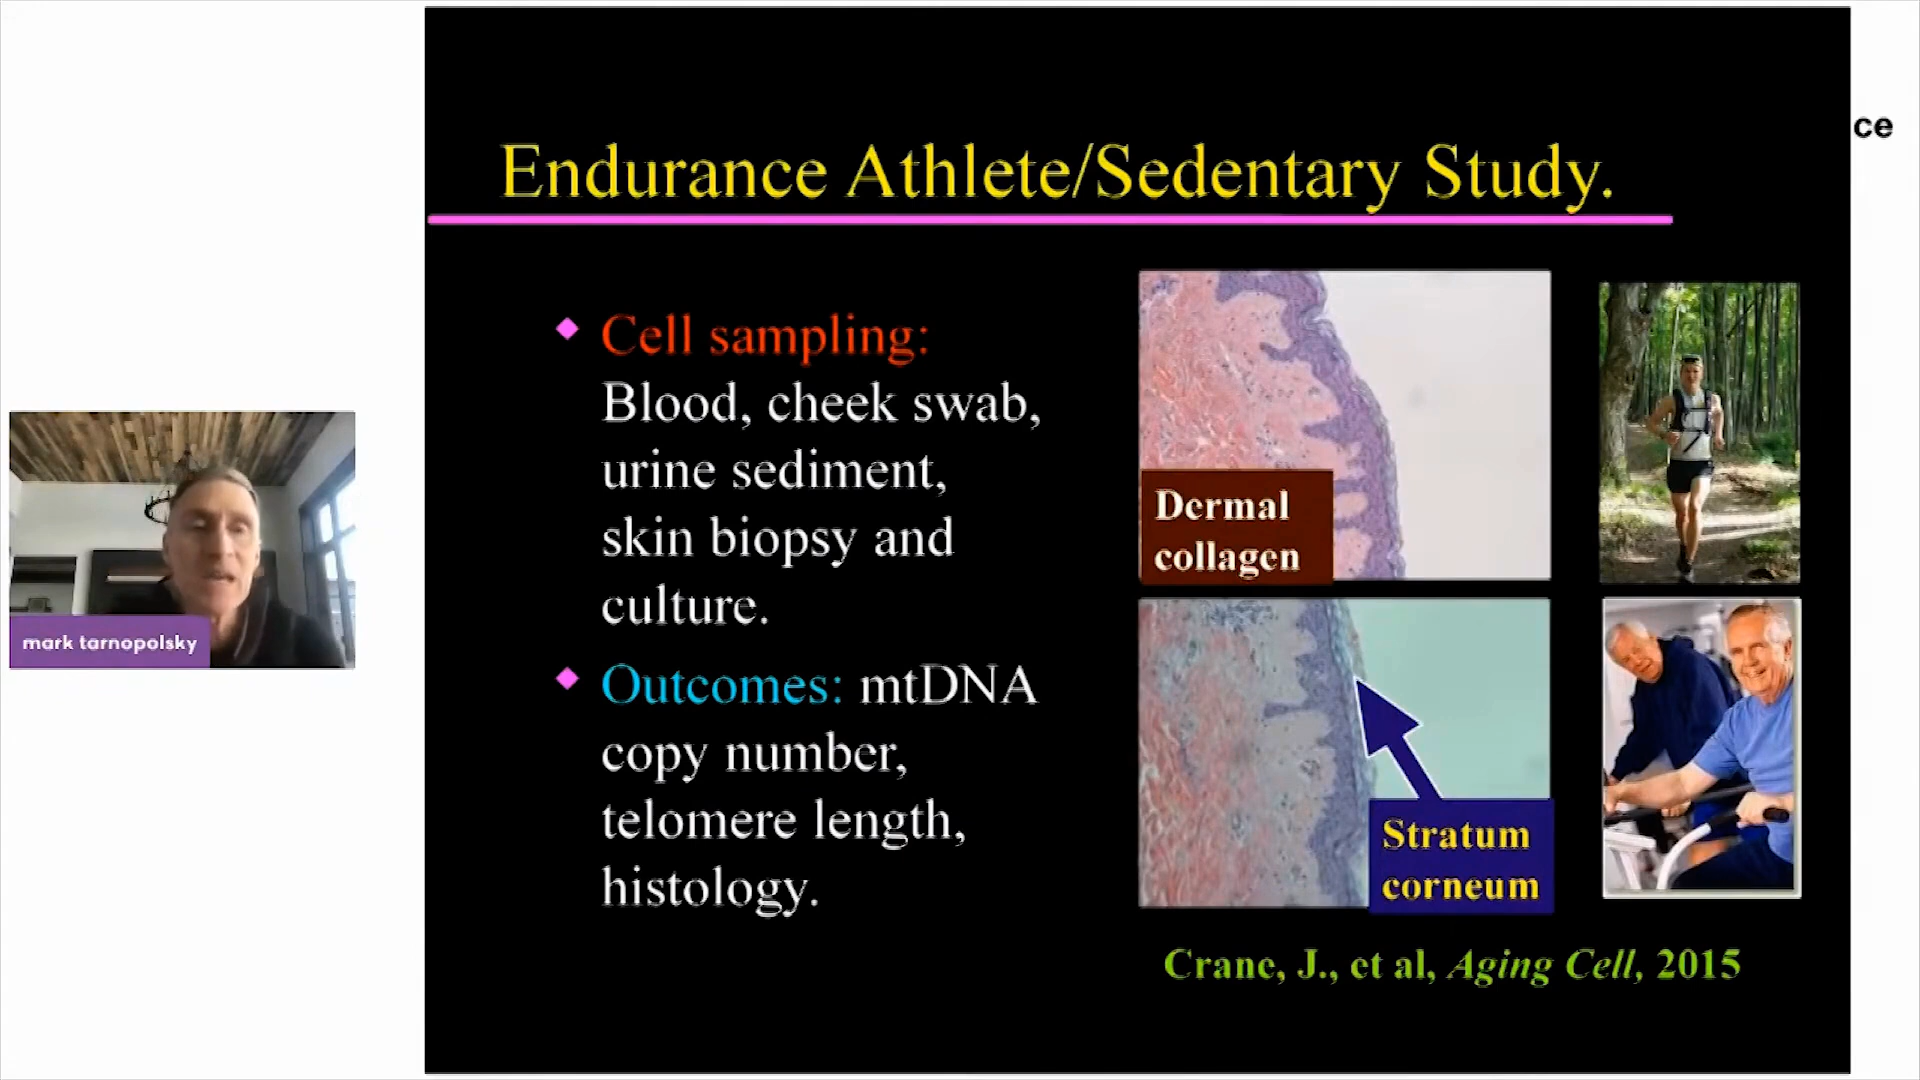 Endurance Athlete/Sedentary Study.
Cell sampling:
Blood, cheek swab,
urine sediment,
skin biopsy and
culture.
Outcomes: mtDNA
copy number,
telomere length,
histology.
Dermal
collagen
Stratum
corneum
Crane, J., et al, Aging Cell, 2015
mark tarnopolsky
ce